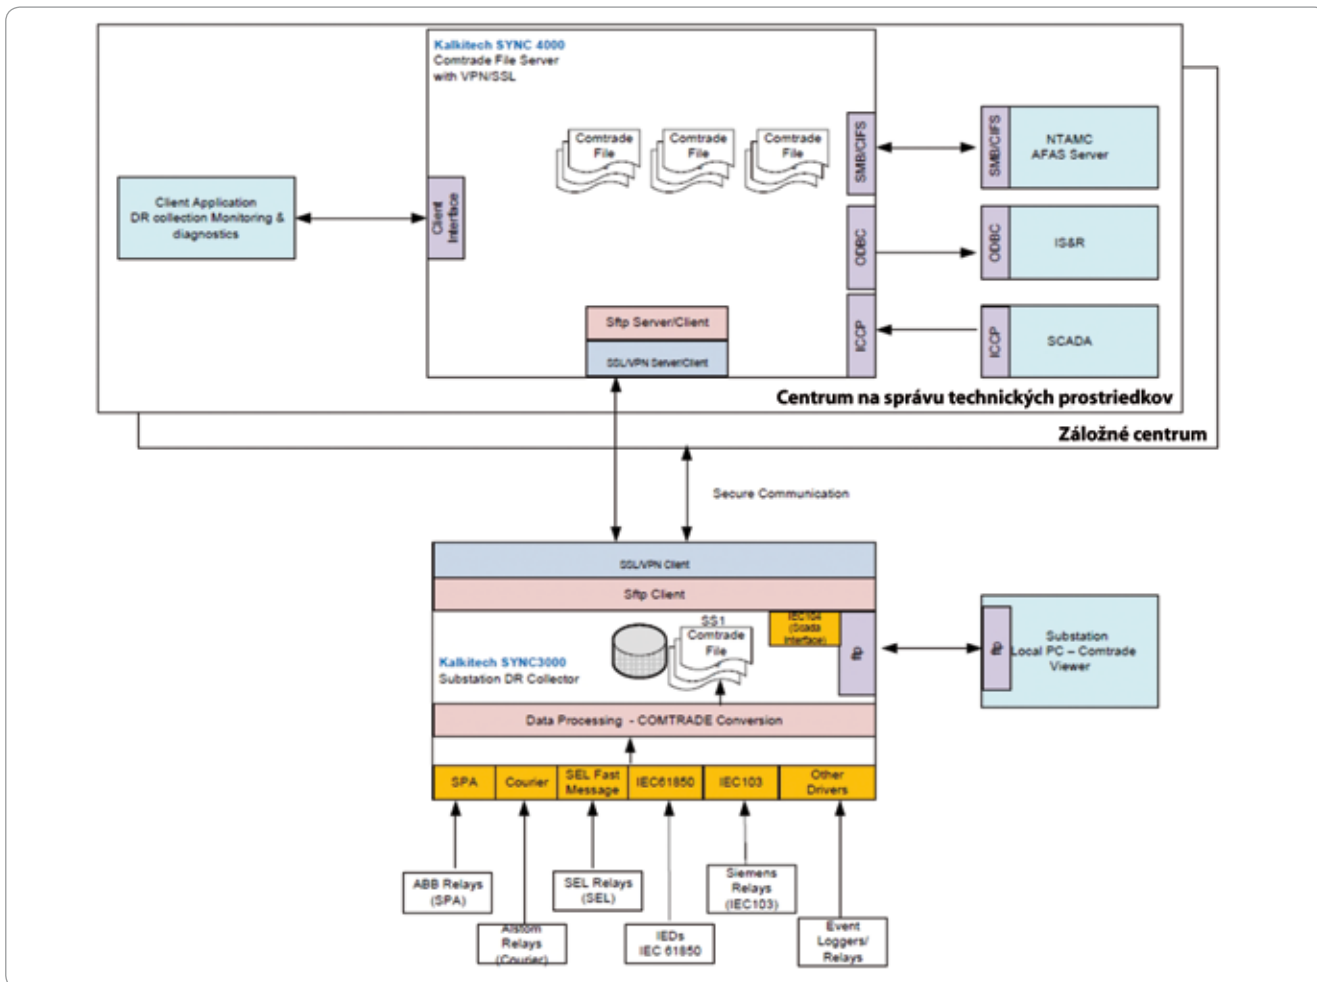 Kalkitech SYNC 4000
Comtrade File Server
with VPN/SSL
Comtrade
File
Comtrade
File
Comtrade
File
SMB/CIFS
SMB/CIFS
NTAMC
AFAS Server
Client Application
DR collection Monitoring &
diagnostics
Client
Interface
ODBC
ODBC
IS&R
Sftp Server/Client
SSL/VPN Server/Client
ICCP
ICCP
SCADA
Centrum na správu technických prostriedkov
Záložné centrum
Secure Communication
SSL/VPN Client
Sftp Client
SS1
Comtrade
File
IEC104
(Scada
Interface)
ftp
ftp
Substation
Local PC – Comtrade
Viewer
Kalkitech SYNC3000
Substation DR Collector
Data Processing - COMTRADE Conversion
SPA
Courier
SEL Fast
Message
IEC61850
IEC103
Other
Drivers
ABB Relays
(SPA)
SEL Relays
(SEL)
Siemens
Relays
(IEC103)
Alstom
Relays
(Courier)
IEDs
IEC 61850
Event
Loggers/
Relays